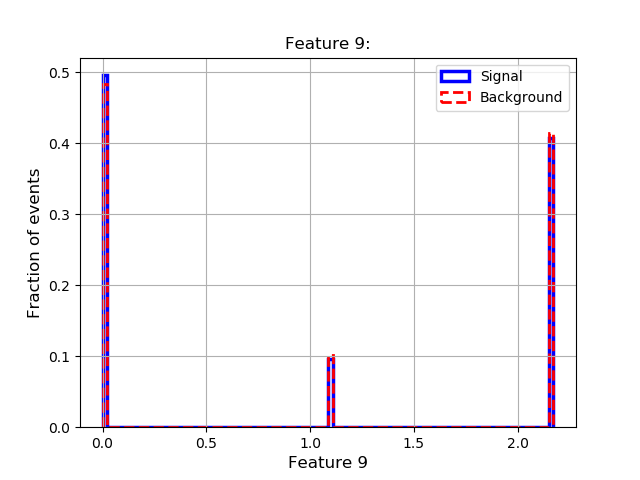 Feature 9:
Signal
Background
Fraction of events
0.5
0.4
0.3
0.2
0.1
0.0
0.0 0.5 1.0 1.5 2.0
Feature 9